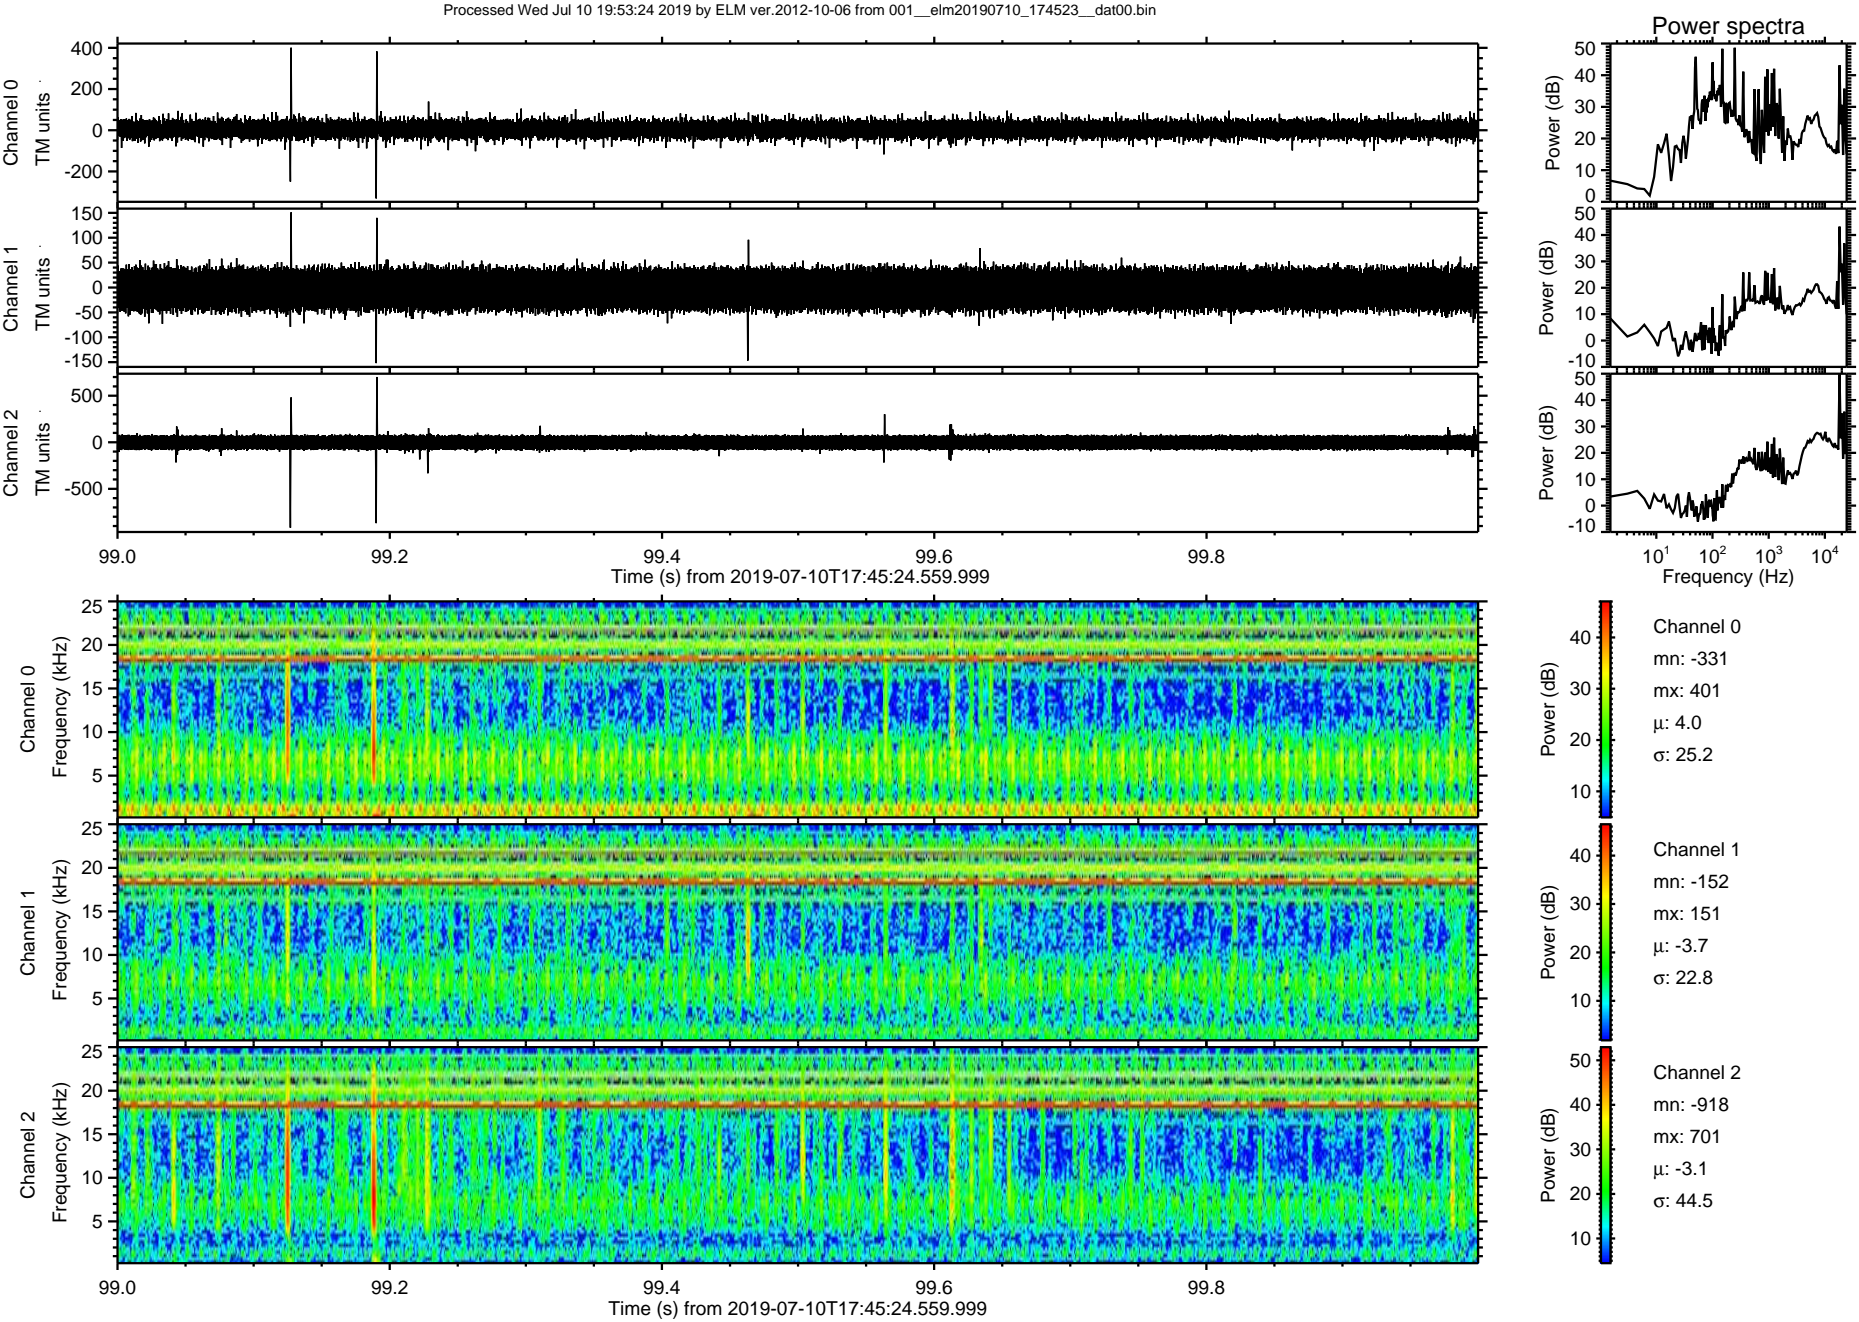 Processed Wed Jul 10 19:53:24 2019 by ELM ver.2012-10-06 from 001__elm20190710_174523__dat00.bin
Power spectra
Channel 0
TM units
400
200
0
-200
Power (dB)
50
40
30
20
10
0
Channel 1
TM units
150
100
50
0
-50
-100
-150
Power (dB)
50
40
30
20
10
0
-10
Channel 2
TM units
500
0
-500
Power (dB)
50
40
30
20
10
0
-10
99.0 99.2 99.4 99.6 99.8
Time (s) from 2019-07-10T17:45:24.559.999
10¹ 10² 10³ 10⁴
Frequency (Hz)
Channel 0
Frequency (kHz)
25
20
15
10
5
Power (dB)
40
30
20
10
Channel 0
mn: -331
mx: 401
μ: 4.0
σ: 25.2
Channel 1
Frequency (kHz)
25
20
15
10
5
Power (dB)
40
30
20
10
Channel 1
mn: -152
mx: 151
μ: -3.7
σ: 22.8
Channel 2
Frequency (kHz)
25
20
15
10
5
Power (dB)
50
40
30
20
10
Channel 2
mn: -918
mx: 701
μ: -3.1
σ: 44.5
99.0 99.2 99.4 99.6 99.8
Time (s) from 2019-07-10T17:45:24.559.999